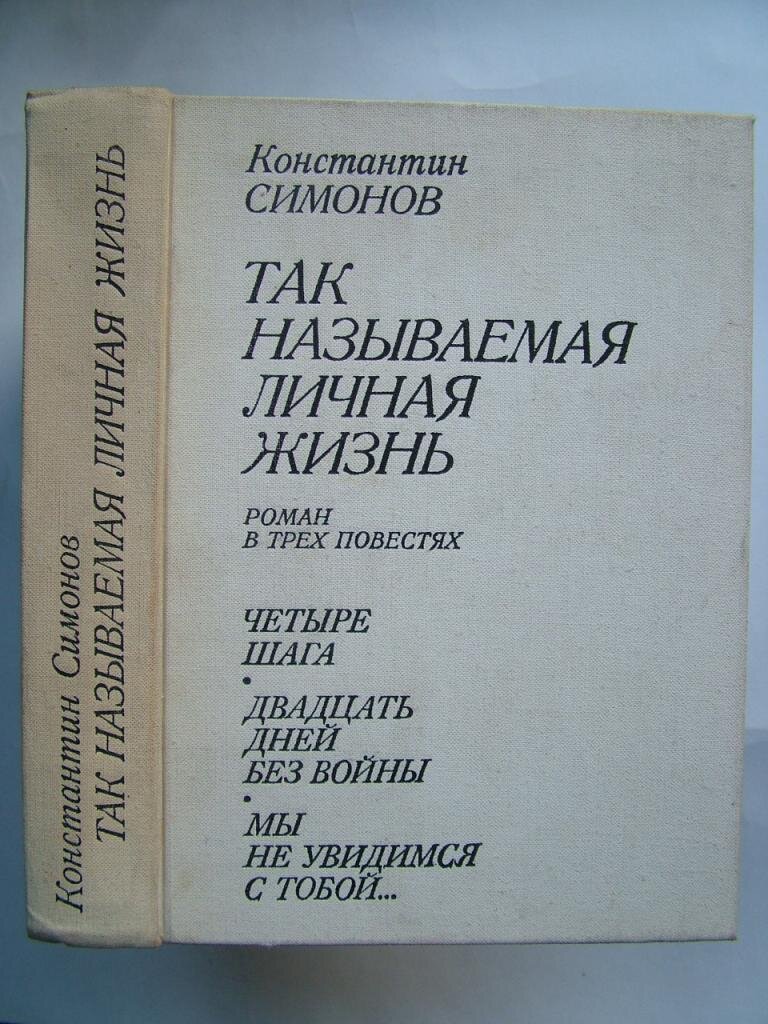 Константин Симонов
ТАК НАЗЫВАЕМАЯ ЛИЧНАЯ ЖИЗНЬ
Константин
СИМОНОВ
ТАК
НАЗЫВАЕМАЯ
ЛИЧНАЯ
ЖИЗНЬ
РОМАН
В ТРЕХ ПОВЕСТЯХ
ЧЕТЫРЕ
ШАГА
•
ДВАДЦАТЬ
ДНЕЙ
БЕЗ ВОЙНЫ
•
МЫ
НЕ УВИДИМСЯ
С ТОБОЙ...